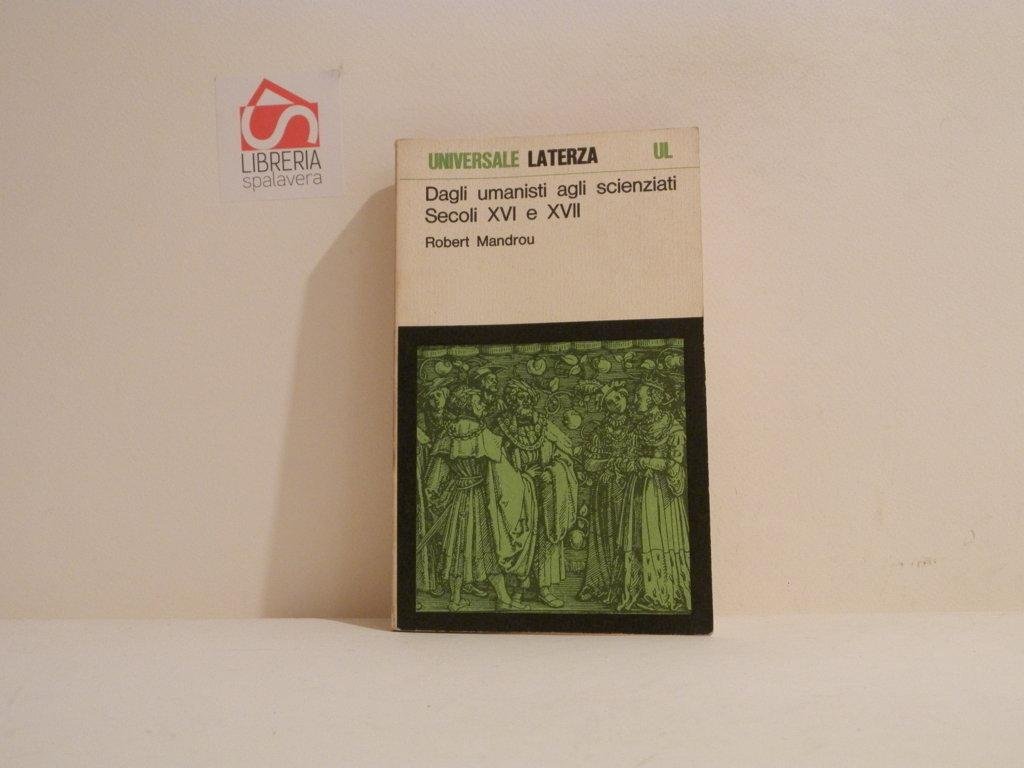 LIBRERIA
spalavera
UNIVERSALE LATERZA UL
Dagli umanisti agli scienziati
Secoli XVI e XVII
Robert Mandrou